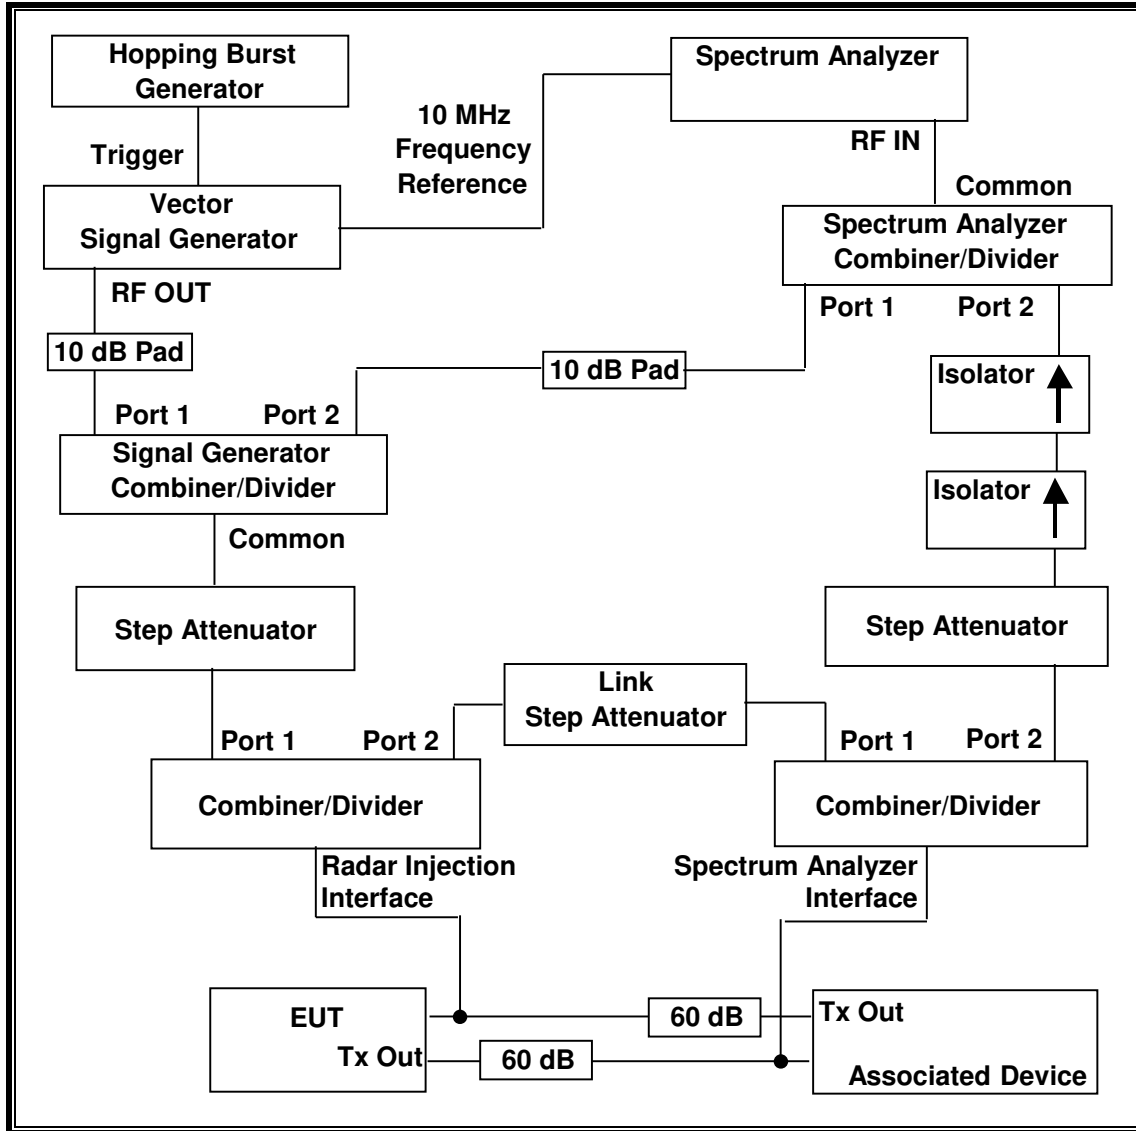 Hopping Burst
Generator
Spectrum Analyzer
10 MHz
Frequency
Reference
Trigger
RF IN
Common
Vector
Signal Generator
Spectrum Analyzer
Combiner/Divider
RF OUT
Port 1
Port 2
10 dB Pad
10 dB Pad
Isolator
Port 1
Port 2
Signal Generator
Combiner/Divider
Isolator
Common
Step Attenuator
Step Attenuator
Link
Step Attenuator
Port 1
Port 2
Port 1
Port 2
Combiner/Divider
Combiner/Divider
Radar Injection
Interface
Spectrum Analyzer
Interface
EUT
60 dB
Tx Out
Tx Out
60 dB
Associated Device